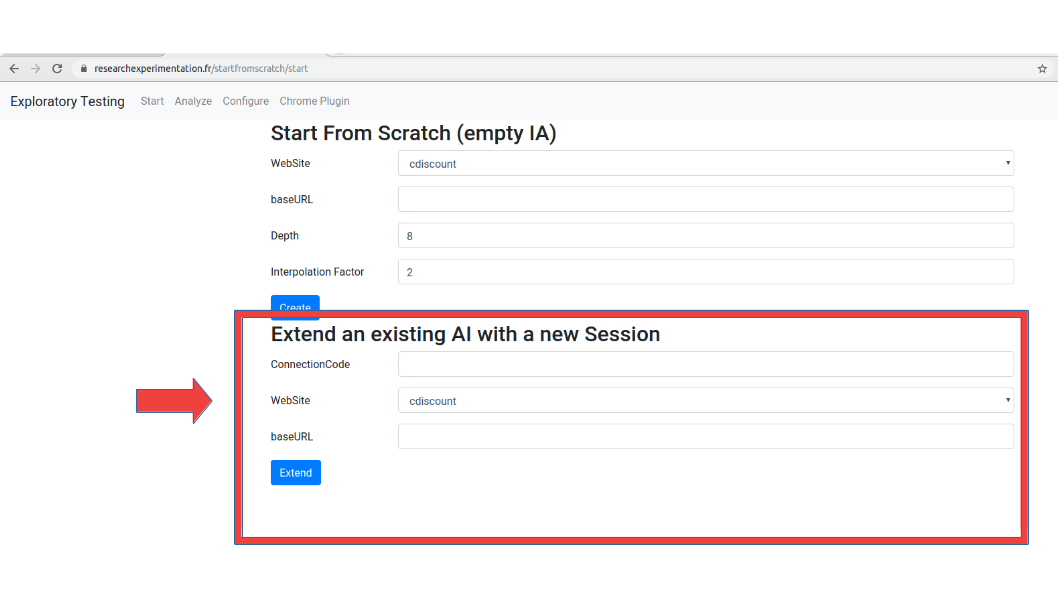 researchexperimentation.fr/startfromscratch/start
Exploratory Testing Start Analyze Configure Chrome Plugin
Start From Scratch (empty IA)
WebSite cdiscount
baseURL
Depth 8
Interpolation Factor 2
Create
Extend an existing AI with a new Session
ConnectionCode
WebSite cdiscount
baseURL
Extend